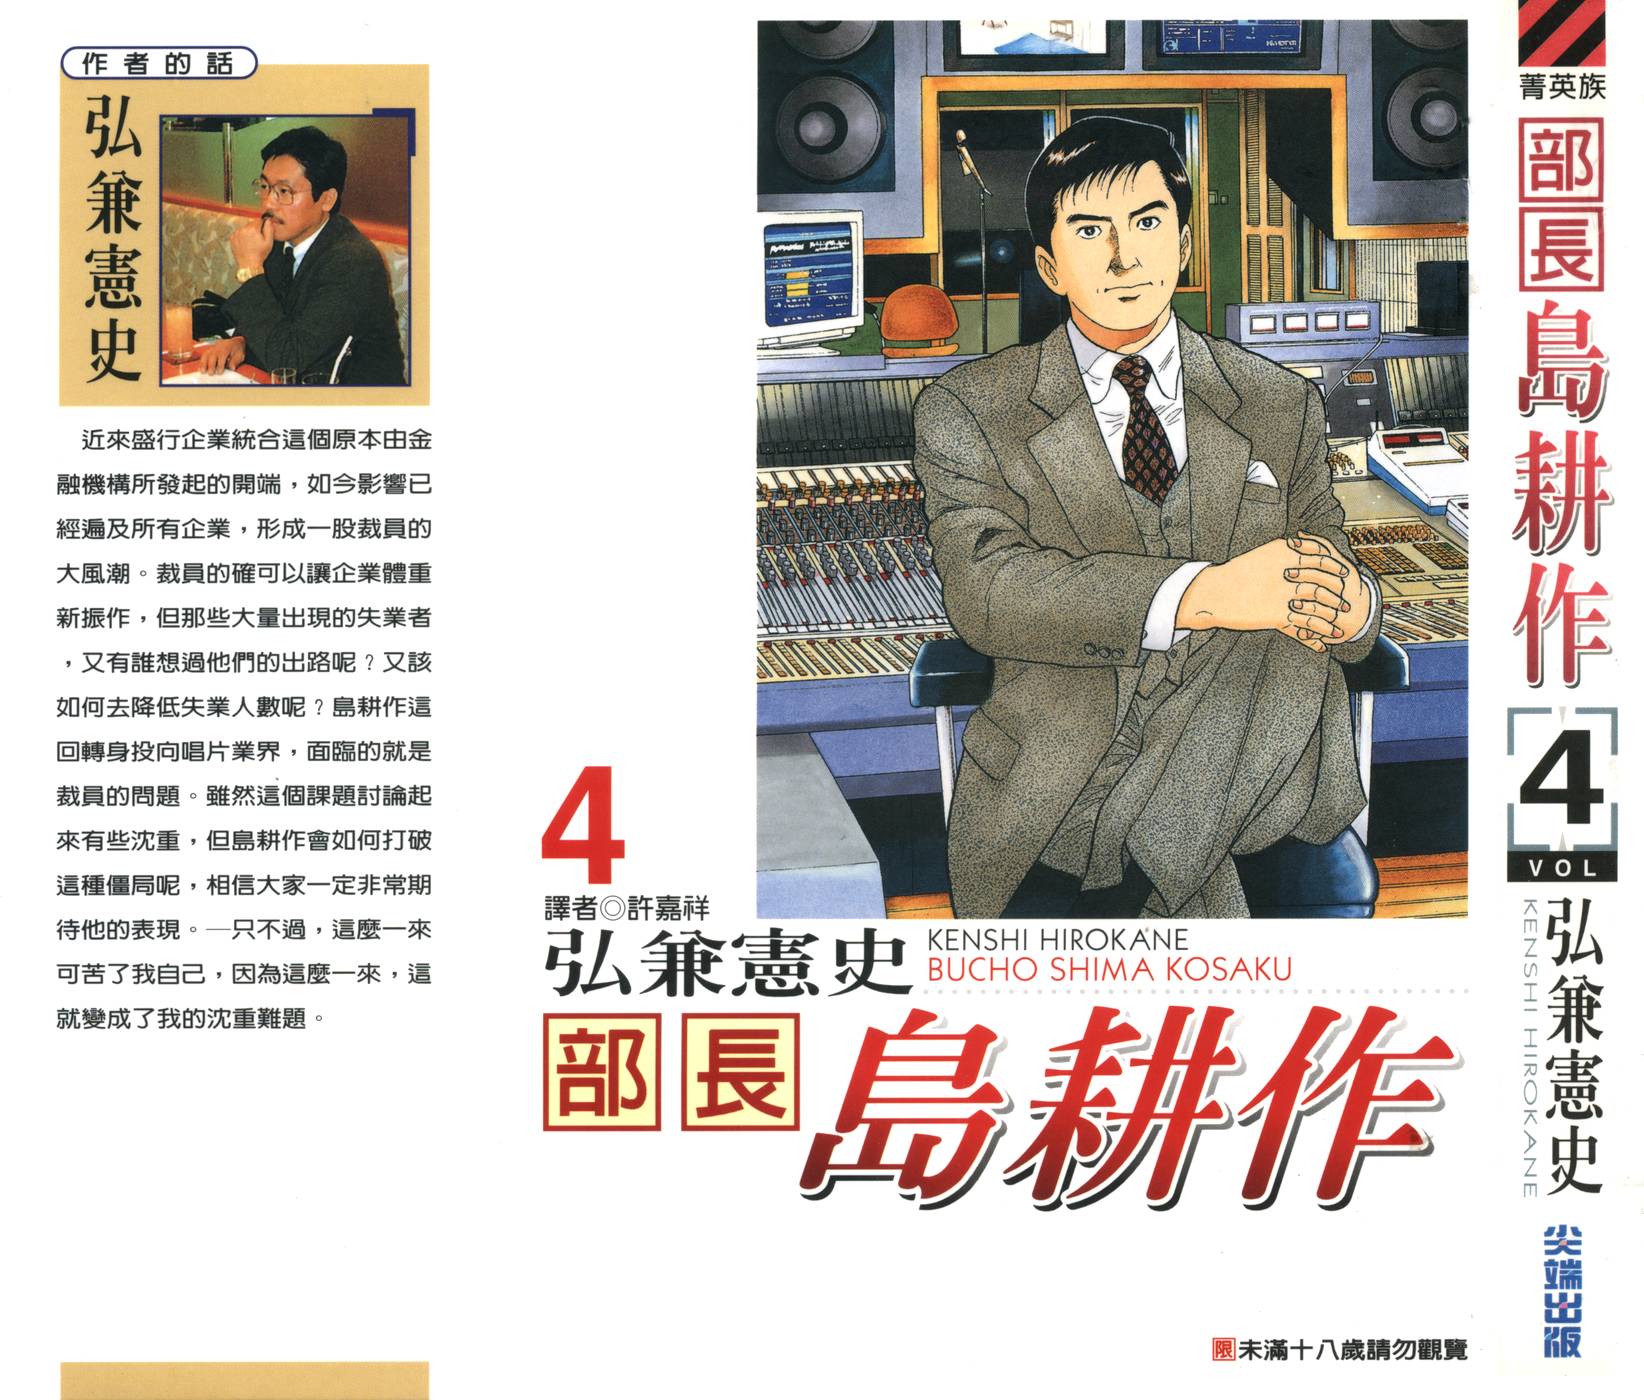 作者的話
弘兼憲史
近來盛行企業統合這個原本由金
融機構所發起的開端，如今影響已
經遍及所有企業，形成一股裁員的
大風潮。裁員的確可以讓企業體重
新振作，但那些大量出現的失業者
，又有誰想過他們的出路呢？又該
如何去降低失業人數呢？島耕作這
回轉身投向唱片業界，面臨的就是
裁員的問題。雖然這個課題討論起
來有些沈重，但島耕作會如何打破
這種僵局呢，相信大家一定非常期
待他的表現。─只不過，這麼一來
可苦了我自己，因為這麼一來，這
就變成了我的沈重難題。
4
譯者◎許嘉祥
弘兼憲史
KENSHI HIROKANE
BUCHO SHIMA KOSAKU
部長島耕作
限未滿十八歲請勿觀覽
菁英族
部長島耕作
4
VOL
弘兼憲史
KENSHI HIROKANE
尖端出版